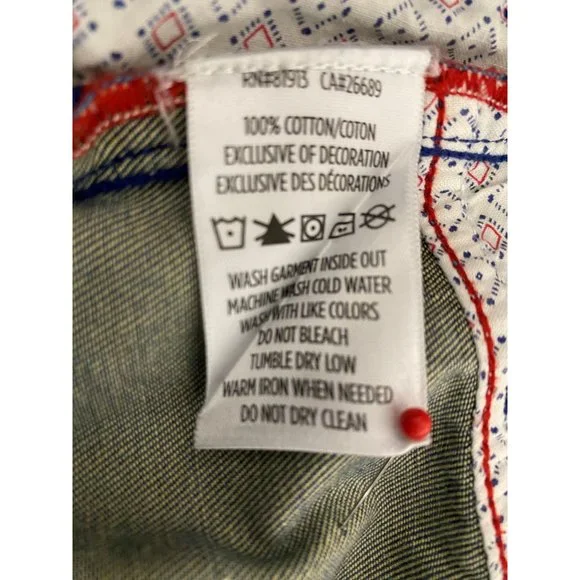 RN#81913 CA#26689
100% COTTON/COTON
EXCLUSIVE OF DECORATION
EXCLUSIVE DES DÉCORATIONS
WASH GARMENT INSIDE OUT
MACHINE WASH COLD WATER
WASH WITH LIKE COLORS
DO NOT BLEACH
TUMBLE DRY LOW
WARM IRON WHEN NEEDED
DO NOT DRY CLEAN